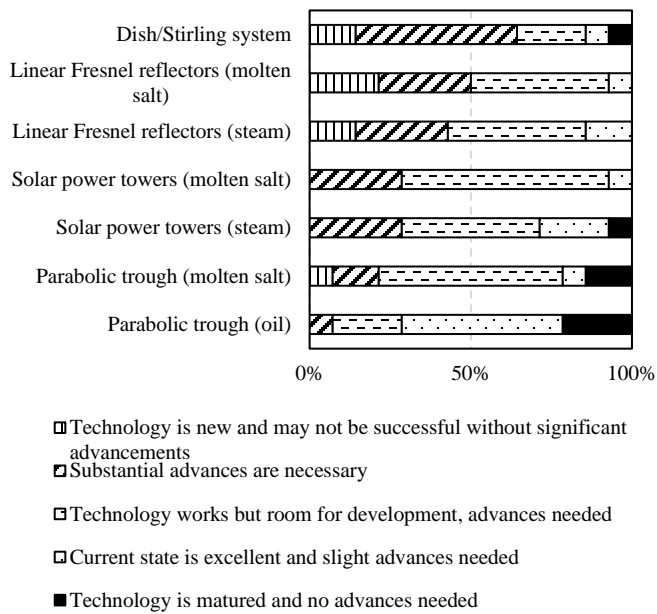 Dish/Stirling system
Linear Fresnel reflectors (molten
salt)
Linear Fresnel reflectors (steam)
Solar power towers (molten salt)
Solar power towers (steam)
Parabolic trough (molten salt)
Parabolic trough (oil)
0% 50% 100%
Technology is new and may not be successful without significant
advancements
Substantial advances are necessary
Technology works but room for development, advances needed
Current state is excellent and slight advances needed
Technology is matured and no advances needed